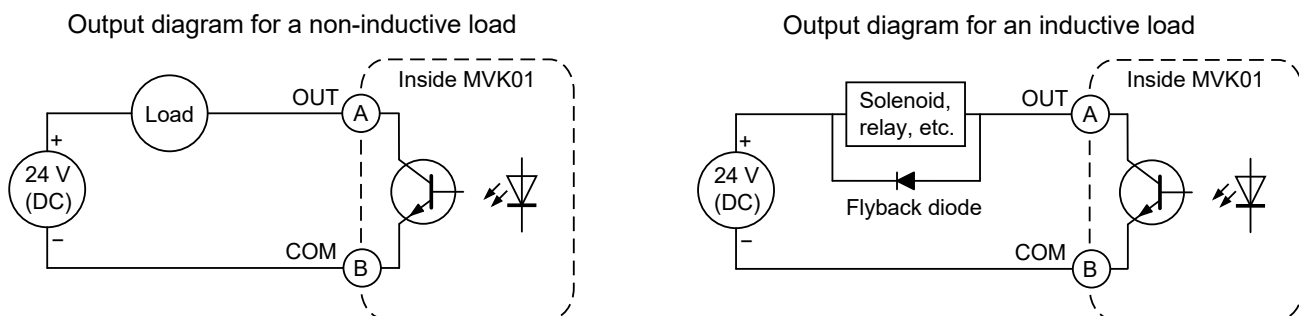 Output diagram for a non-inductive load
Inside MVK01
OUT
A
Load
+
24 V
(DC)
−
COM
B
Output diagram for an inductive load
Inside MVK01
OUT
A
Solenoid,
relay, etc.
+
24 V
(DC)
−
Flyback diode
COM
B